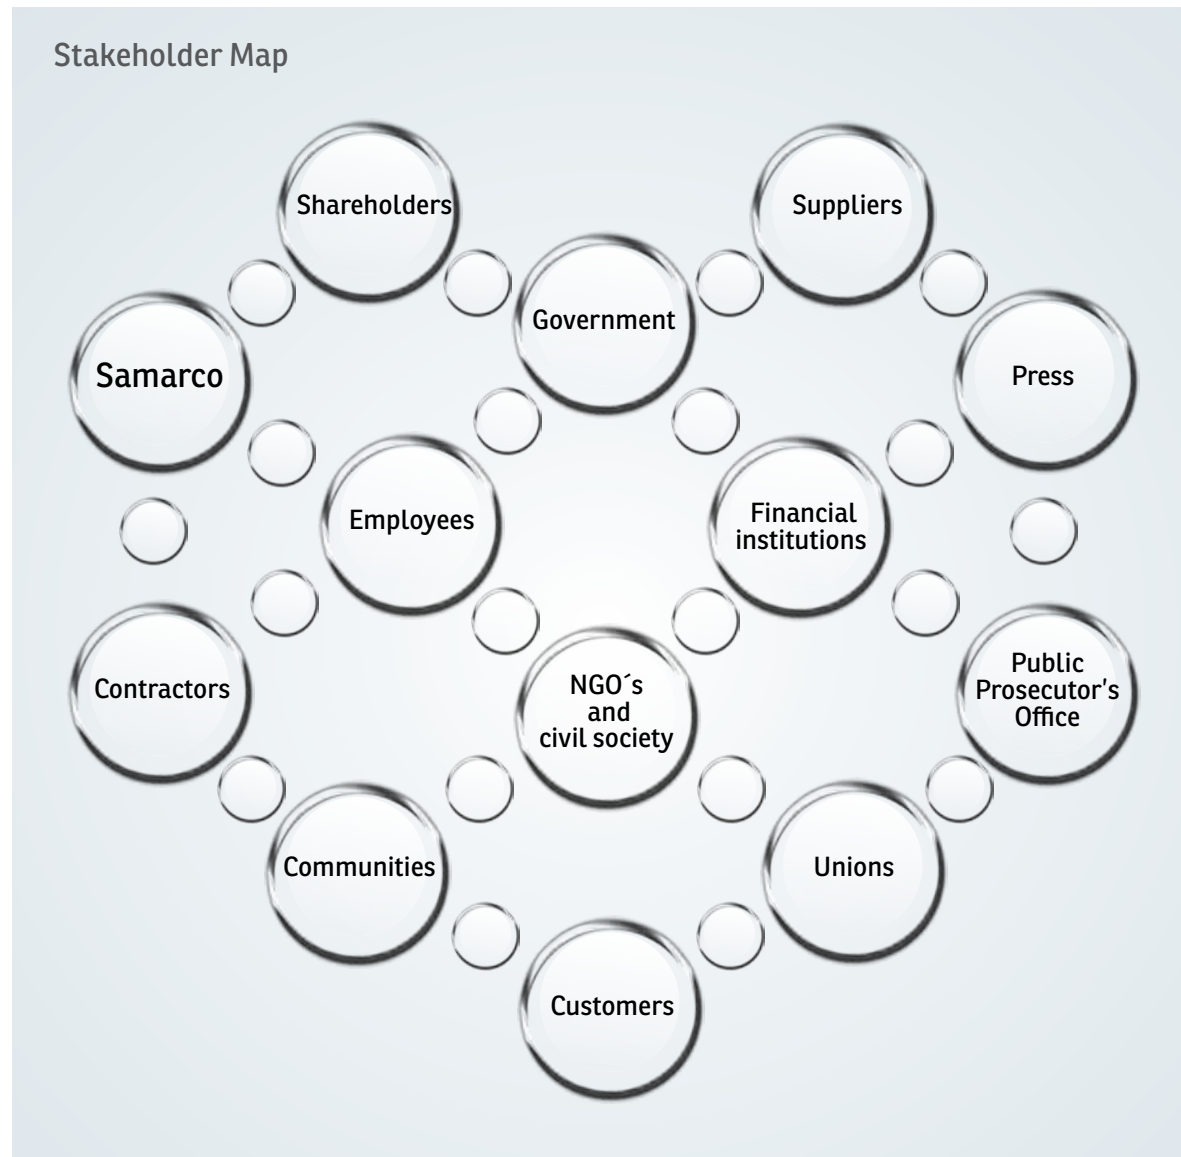 Stakeholder Map
Shareholders
Suppliers
Government
Samarco
Press
Employees
Financial
institutions
Contractors
NGO´s
and
civil society
Public
Prosecutor's
Office
Communities
Unions
Customers